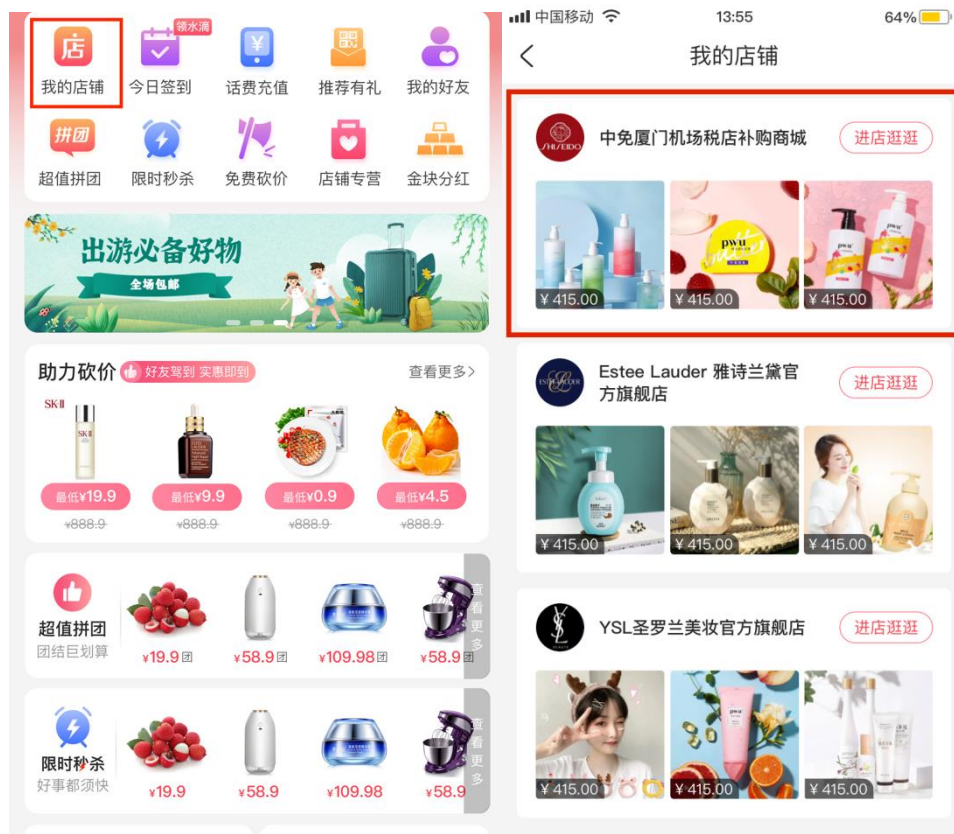 店
领水滴
¥
我的店铺
今日签到
话费充值
推荐有礼
我的好友
拼团
超值拼团
限时秒杀
免费砍价
店铺专营
金块分红
出游必备好物
全场包邮
助力砍价
好友驾到 实惠即到
查看更多>
SK-II
SK-II
最低¥19.9
最低¥9.9
最低¥0.9
最低¥4.5
¥888.9
¥888.9
¥888.9
¥888.9
超值拼团
团结巨划算
¥19.9团
¥58.9团
¥109.98团
¥58.9团
查看更多
限时秒杀
好事都须快
¥19.9
¥58.9
¥109.98
¥58.9
查看更多
中国移动
13:55
64%
我的店铺
SHISEIDO
中免厦门机场税店补购商城
进店逛逛
pwu
pwu
pwu
¥ 415.00
¥ 415.00
¥ 415.00
ESTEE LAUDER
Estee Lauder 雅诗兰黛官
方旗舰店
进店逛逛
¥ 415.00
¥ 415.00
¥ 415.00
YSL圣罗兰美妆官方旗舰店
进店逛逛
pwu
¥ 415.00
¥ 415.00
¥ 415.00